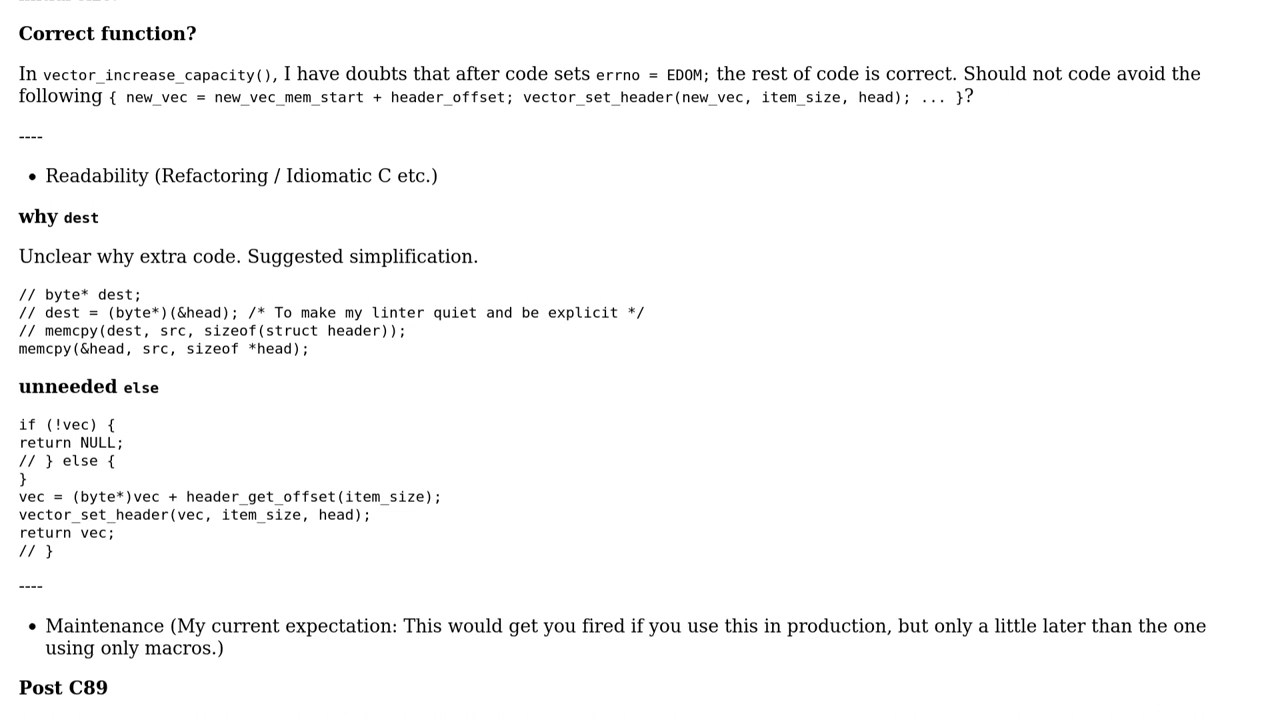 Correct function?
In vector_increase_capacity(), I have doubts that after code sets errno = EDOM; the rest of code is correct. Should not code avoid the
following { new_vec = new_vec_mem_start + header_offset; vector_set_header(new_vec, item_size, head); ... }?
----
• Readability (Refactoring / Idiomatic C etc.)
why dest
Unclear why extra code. Suggested simplification.
// byte* dest;
// dest = (byte*)(&head); /* To make my linter quiet and be explicit */
// memcpy(dest, src, sizeof(struct header));
memcpy(&head, src, sizeof *head);
unneeded else
if (!vec) {
return NULL;
// } else {
}
vec = (byte*)vec + header_get_offset(item_size);
vector_set_header(vec, item_size, head);
return vec;
// }
----
• Maintenance (My current expectation: This would get you fired if you use this in production, but only a little later than the one
using only macros.)
Post C89